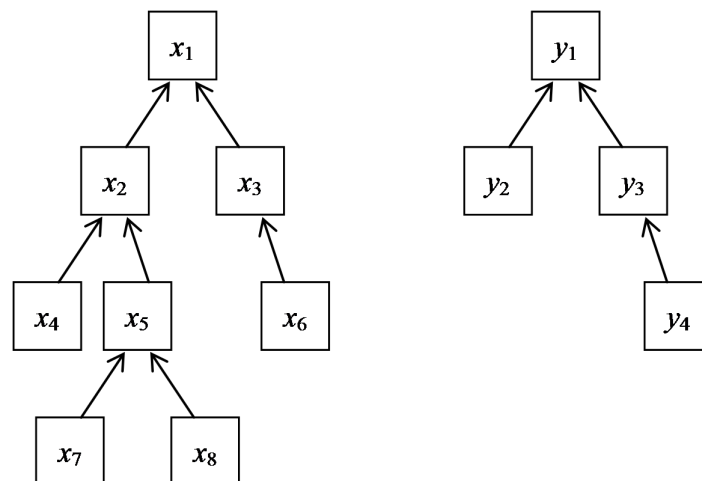 x₁ y₁
x₂ x₃ y₂ y₃
x₄ x₅ x₆ y₄
x₇ x₈